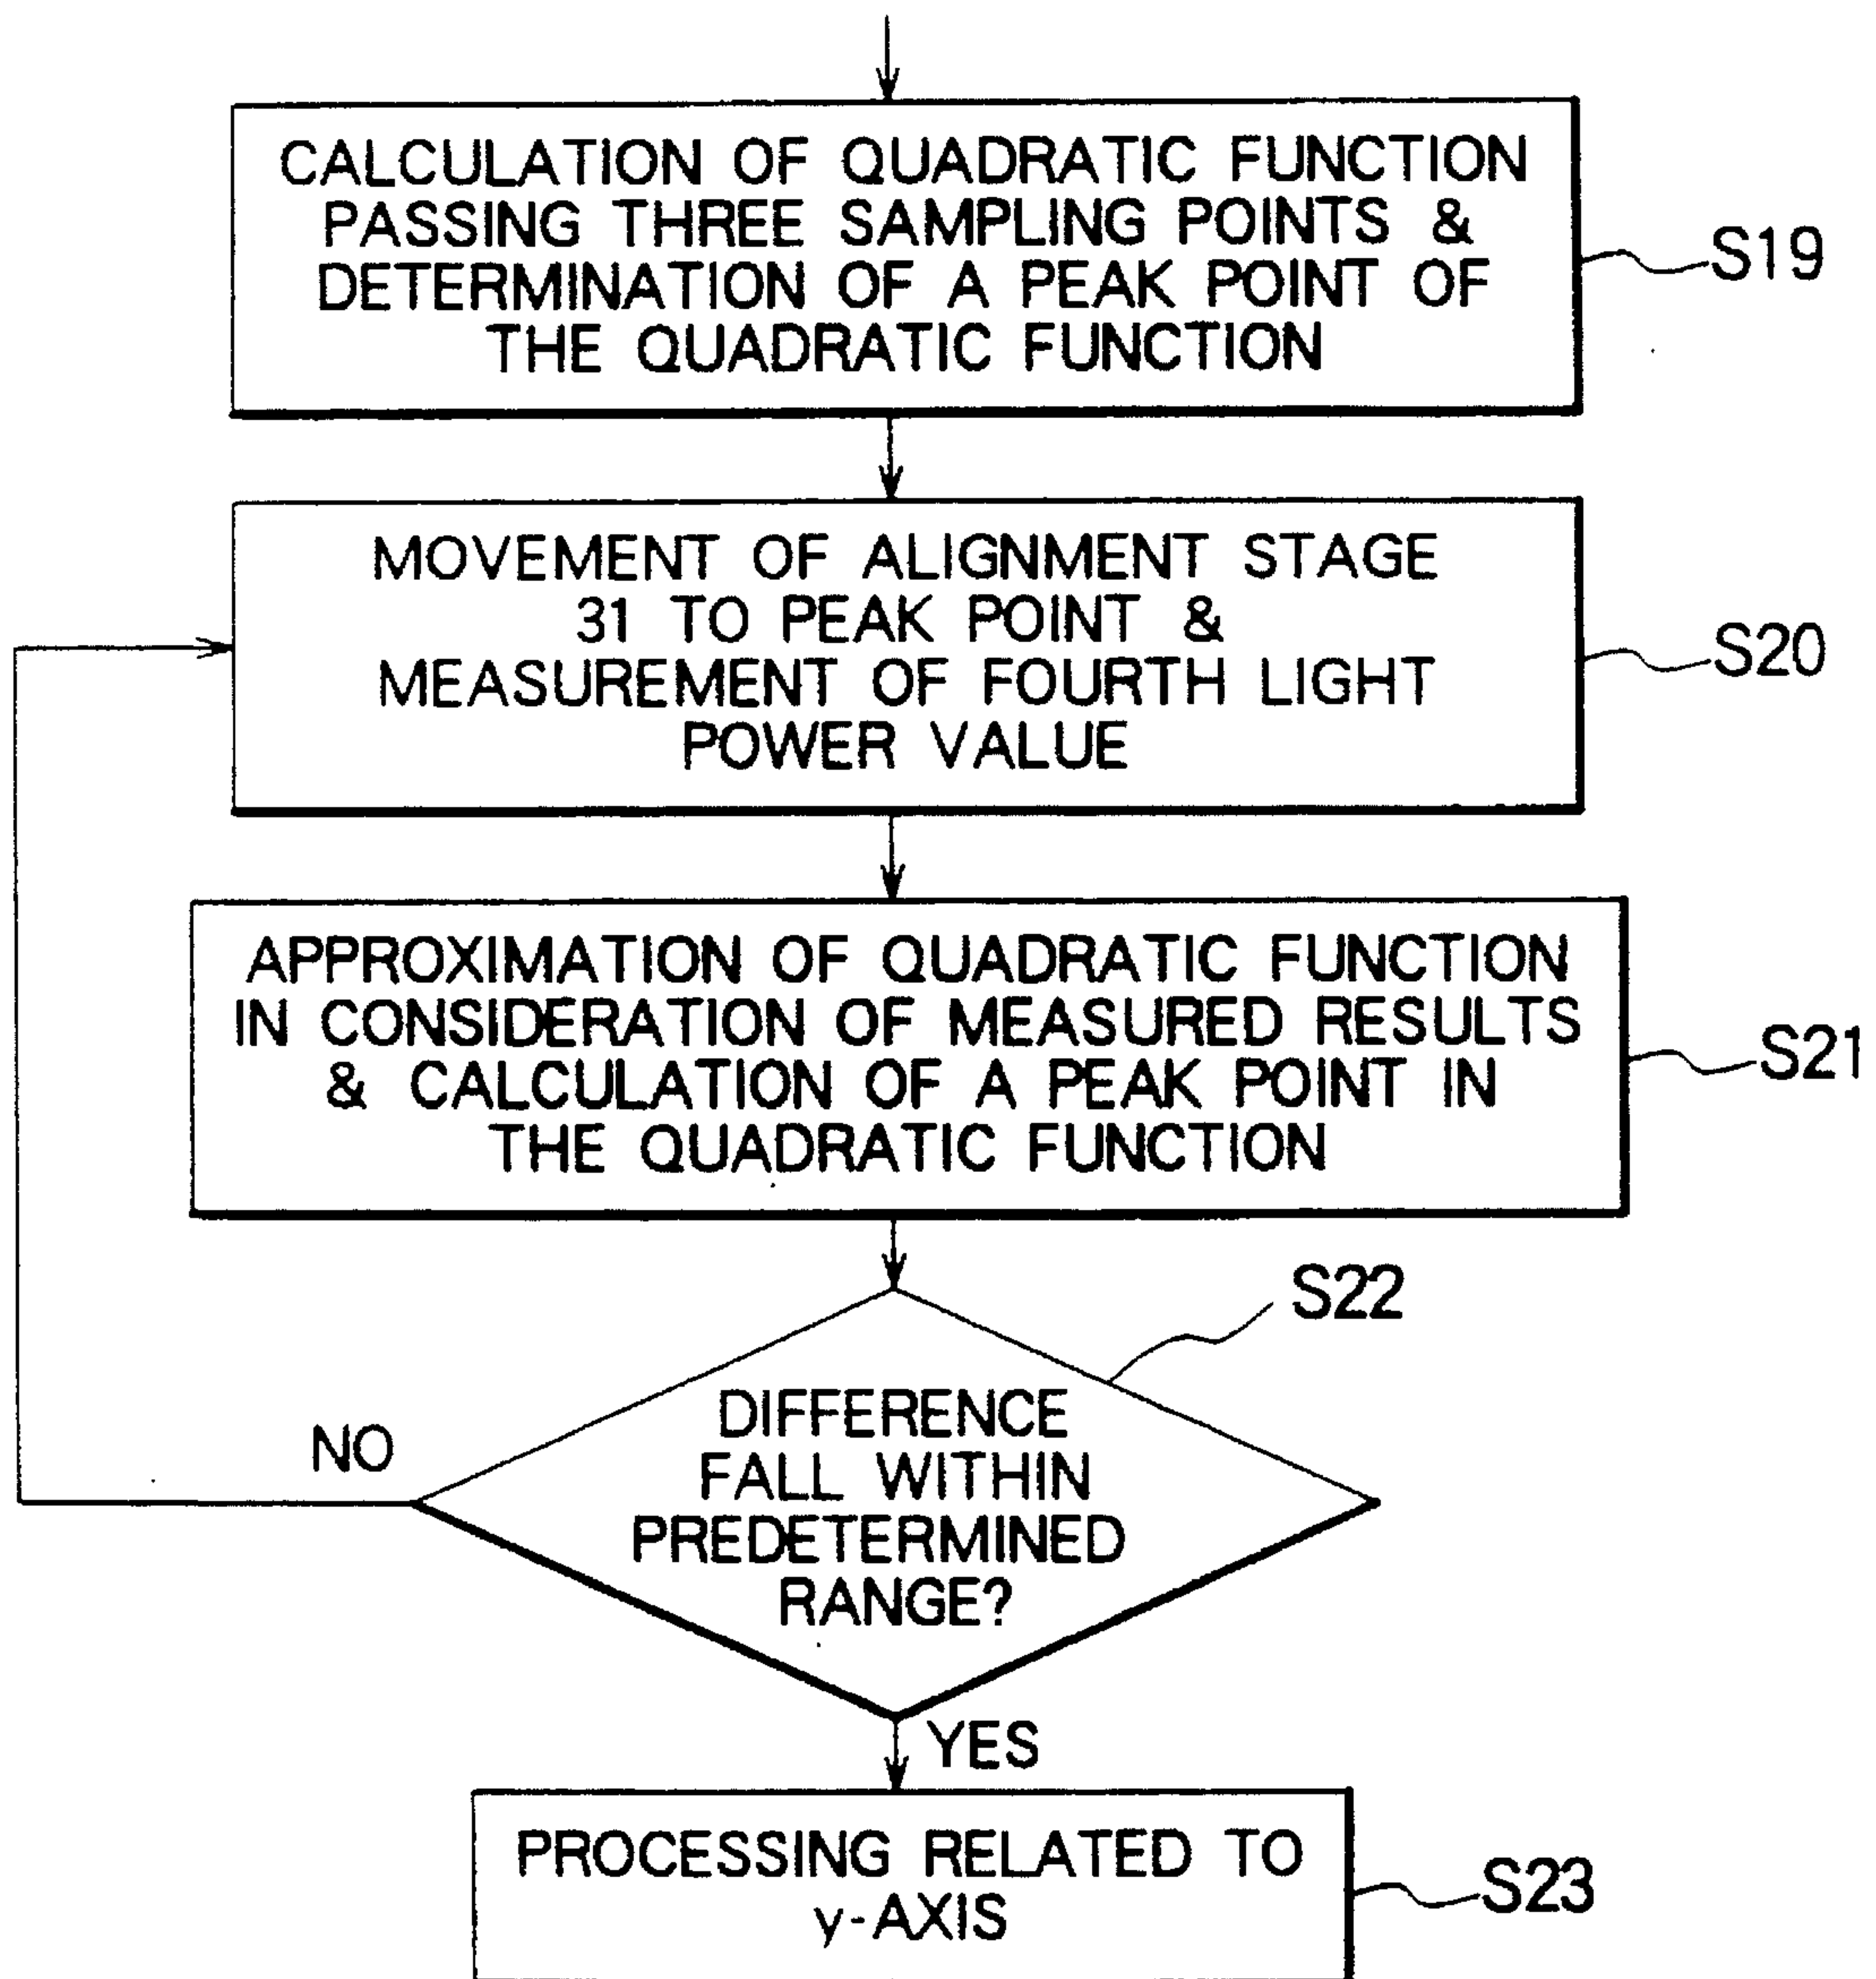 CALCULATION OF QUADRATIC FUNCTION
PASSING THREE SAMPLING POINTS &
DETERMINATION OF A PEAK POINT OF
THE QUADRATIC FUNCTION
S19
MOVEMENT OF ALIGNMENT STAGE
31 TO PEAK POINT &
MEASUREMENT OF FOURTH LIGHT
POWER VALUE
S20
APPROXIMATION OF QUADRATIC FUNCTION
IN CONSIDERATION OF MEASURED RESULTS
& CALCULATION OF A PEAK POINT IN
THE QUADRATIC FUNCTION
S21
S22
DIFFERENCE
FALL WITHIN
PREDETERMINED
RANGE?
NO
YES
PROCESSING RELATED TO
y-AXIS
S23